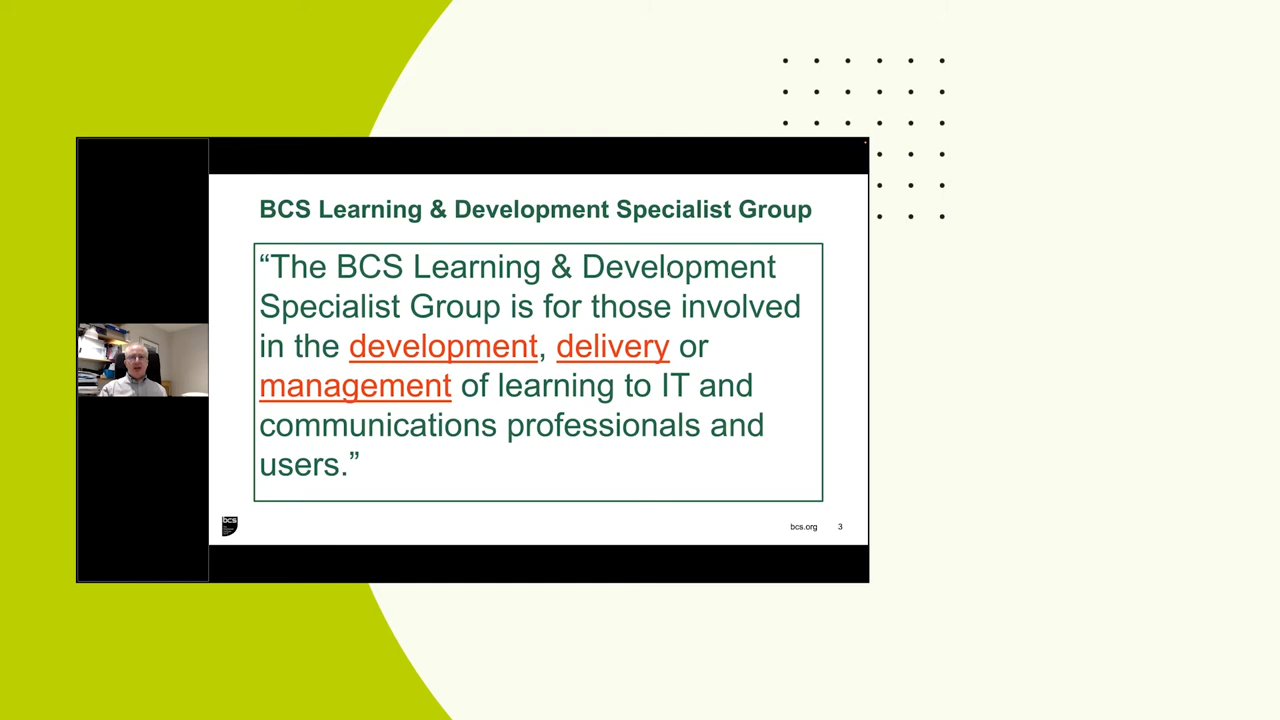 BCS Learning & Development Specialist Group
“The BCS Learning & Development
Specialist Group is for those involved
in the development, delivery or
management of learning to IT and
communications professionals and
users.”
bcs
bcs.org 3